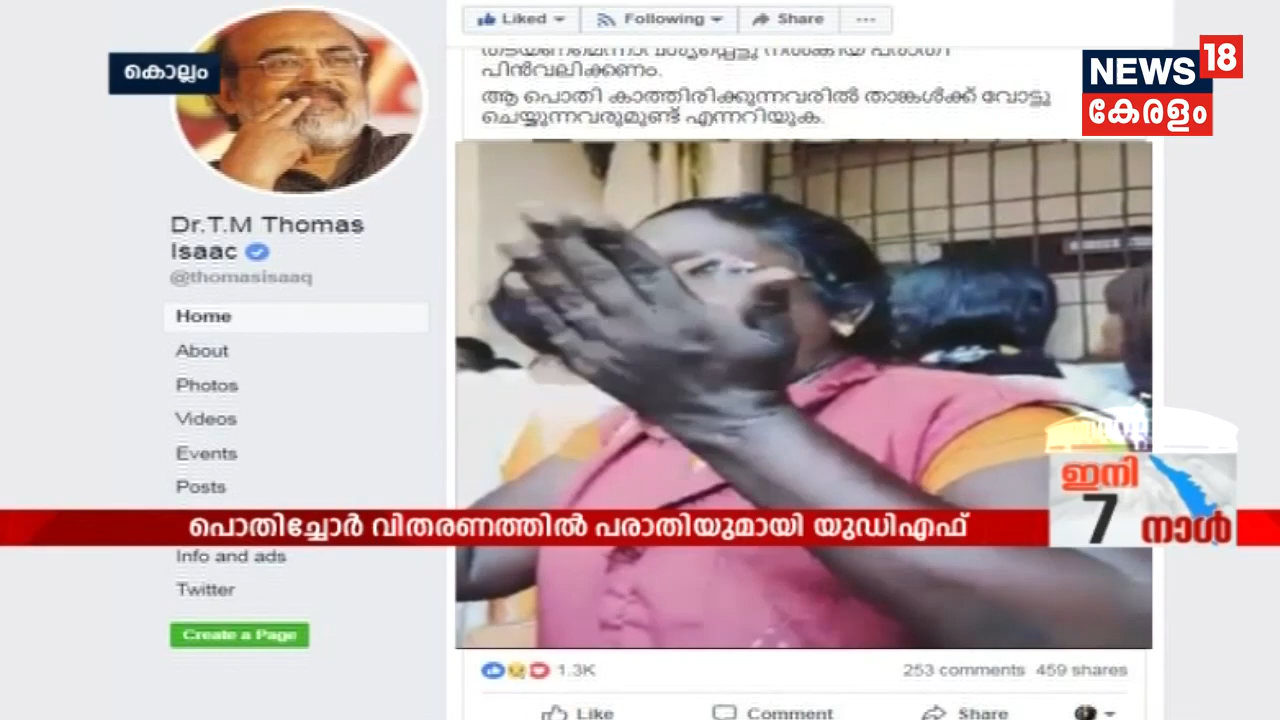 Liked
Following
Share
കൊല്ലം
NEWS 18
കേരളം
പിൻവലിക്കണം.
ആ പൊതി കാത്തിരിക്കുന്നവരിൽ താങ്കൾക്ക് വോട്ടു
ചെയ്യുന്നവരുമുണ്ട് എന്നറിയുക.
Dr.T.M Thomas
Isaac
@thomasisaaq
Home
About
Photos
Videos
Events
Posts
ഇനി
7 നാൾ
പൊതിച്ചോർ വിതരണത്തിൽ പരാതിയുമായി യുഡിഎഫ്
Info and ads
Twitter
Create a Page
1.3K
253 comments 459 shares
Like
Comment
Share